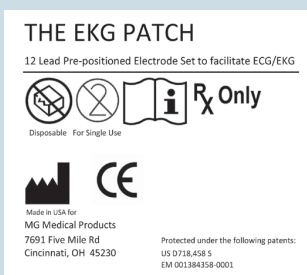 THE EKG PATCH
12 Lead Pre-positioned Electrode Set to facilitate ECG/EKG
2
i
Rx Only
Disposable For Single Use
CE
Made in USA for
MG Medical Products
7691 Five Mile Rd
Cincinnati, OH 45230
Protected under the following patents:
US D718,458 S
EM 001384358-0001